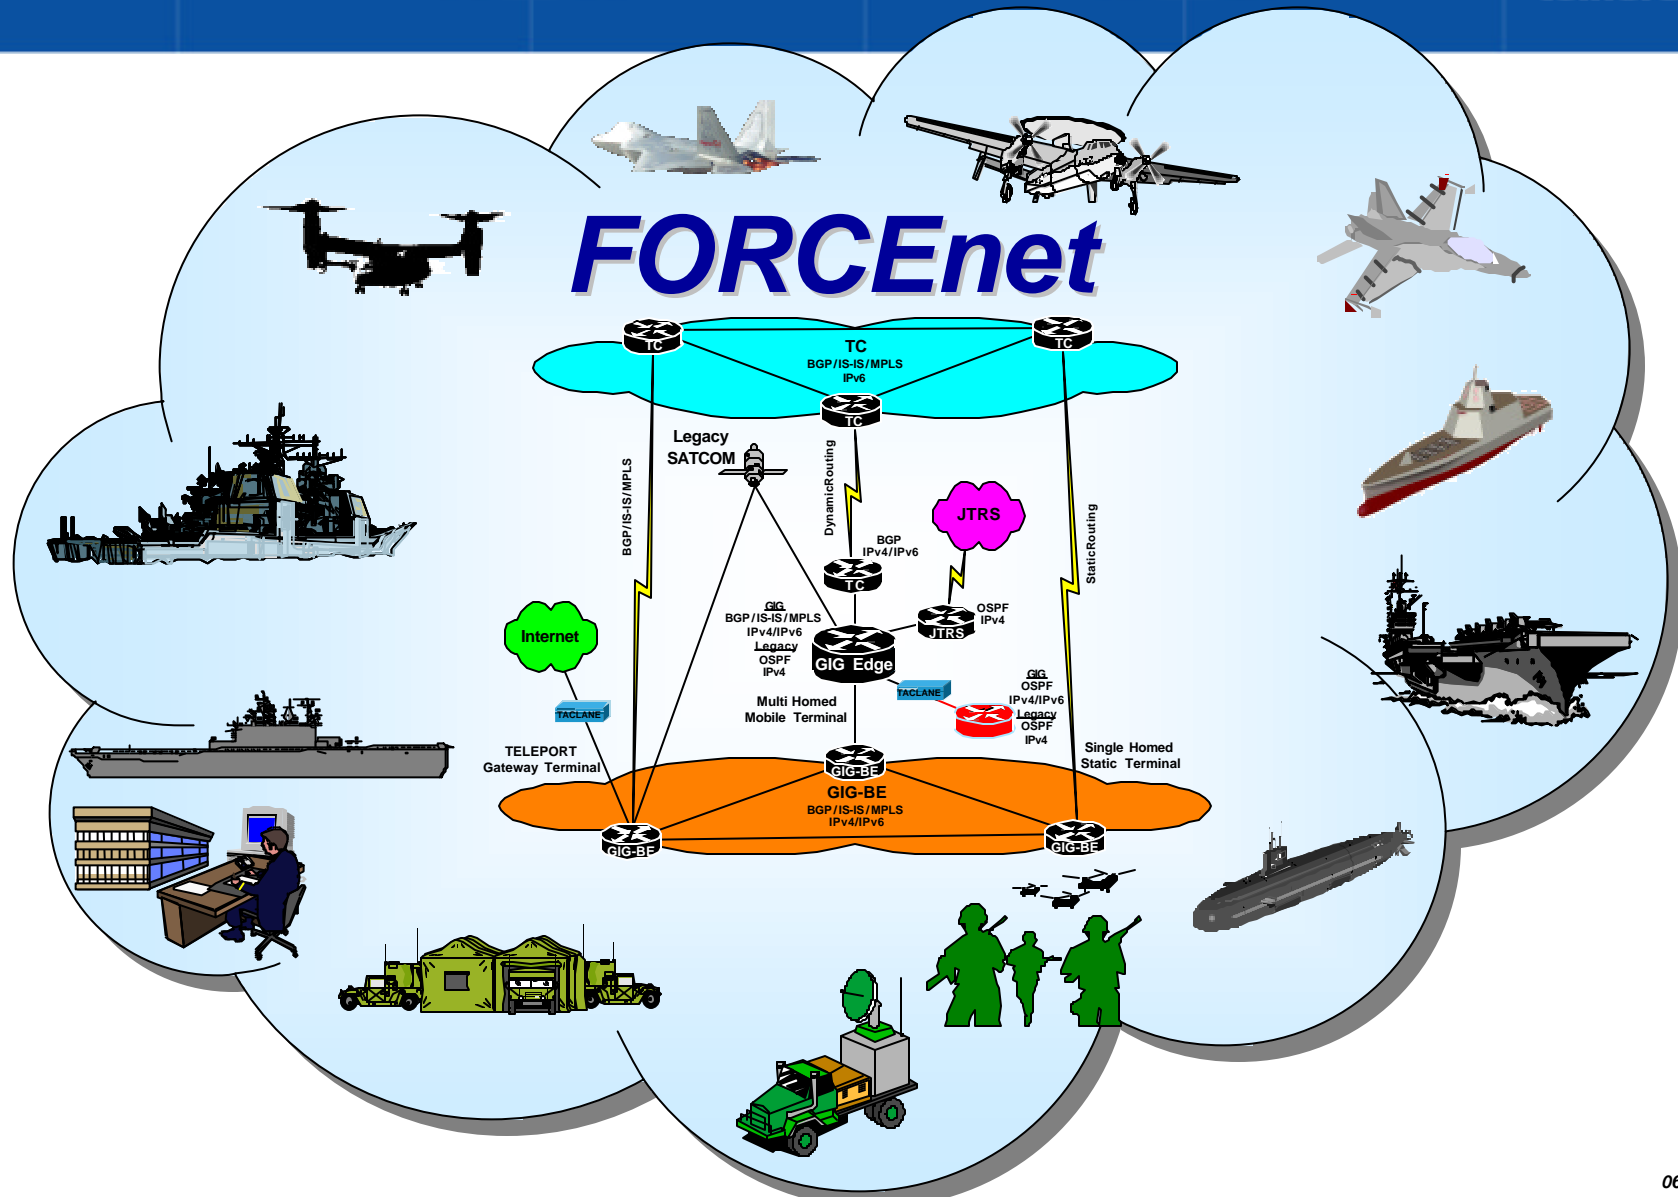 FORCEnet
TC
TC
TC
BGP/IS-IS/MPLS
IPv6
TC
Legacy
SATCOM
BGP/IS-IS/MPLS
DynamicRouting
JTRS
StaticRouting
BGP
IPv4/IPv6
TC
GIG
BGP/IS-IS/MPLS
IPv4/IPv6
Legacy
OSPF
IPv4
OSPF
IPv4
JTRS
Internet
GIG Edge
TACLANE
GIG
OSPF
IPv4/IPv6
Legacy
OSPF
IPv4
Multi Homed
Mobile Terminal
TACLANE
TELEPORT
Gateway Terminal
Single Homed
Static Terminal
GIG-BE
GIG-BE
BGP/IS-IS/MPLS
IPv4/IPv6
GIG-BE
GIG-BE